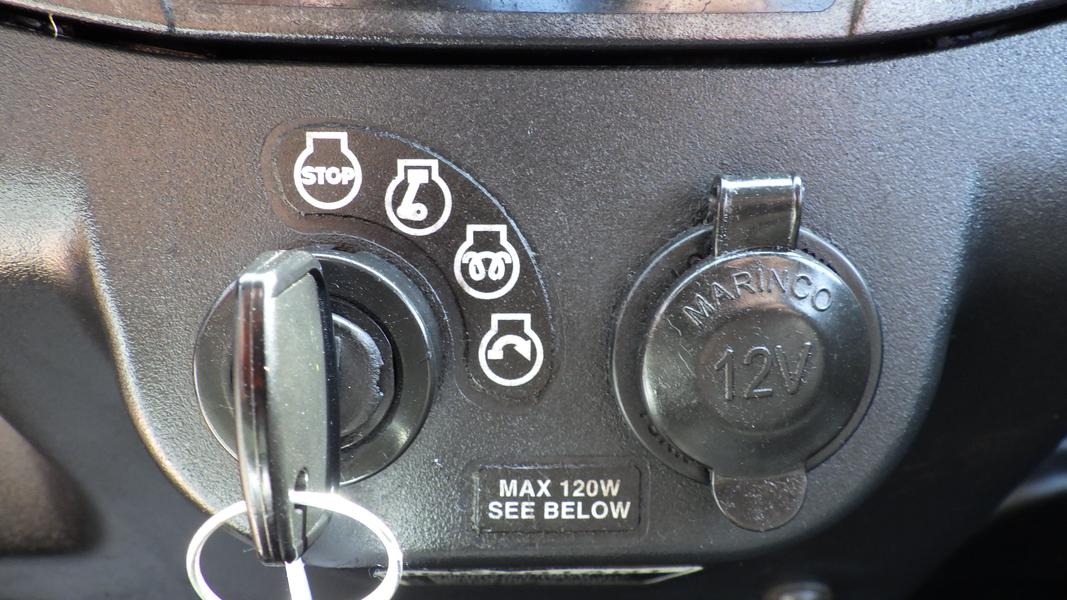 STOP
MARINCO
12V
MAX 120W
SEE BELOW